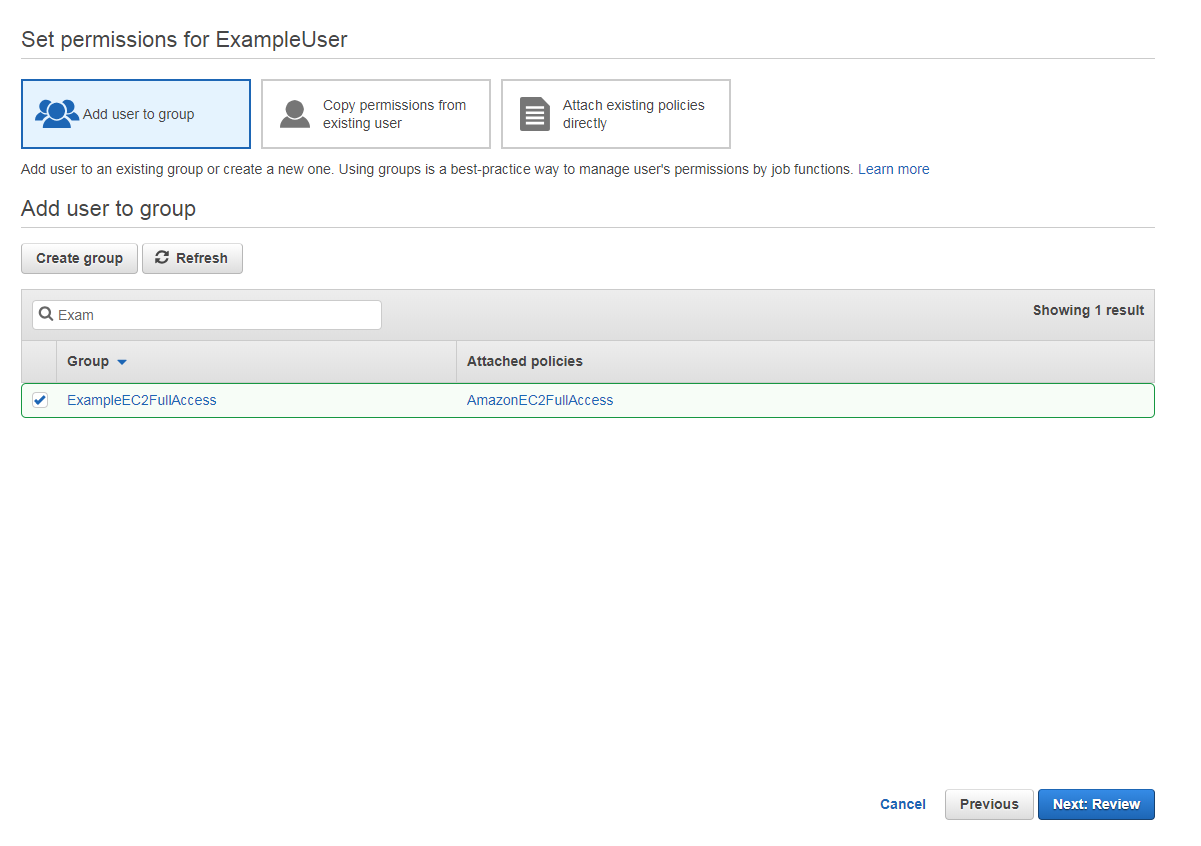 Set permissions for ExampleUser
Add user to group
Copy permissions from
existing user
Attach existing policies
directly
Add user to an existing group or create a new one. Using groups is a best-practice way to manage user's permissions by job functions. Learn more
Add user to group
Create group
Refresh
Exam
Showing 1 result
Group
Attached policies
ExampleEC2FullAccess
AmazonEC2FullAccess
Cancel
Previous
Next: Review